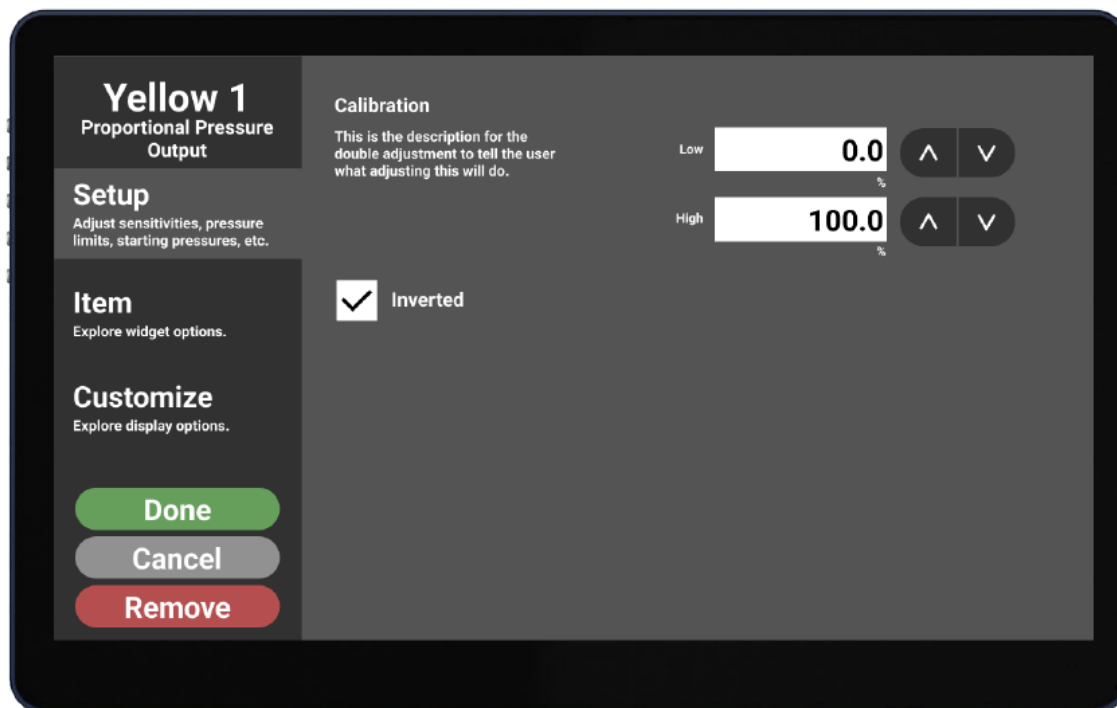 Yellow 1
Proportional Pressure
Output
Setup
Adjust sensitivities, pressure
limits, starting pressures, etc.
Item
Explore widget options.
Customize
Explore display options.
Done
Cancel
Remove
Calibration
This is the description for the
double adjustment to tell the user
what adjusting this will do.
Low 0.0
%
High 100.0
%
Inverted